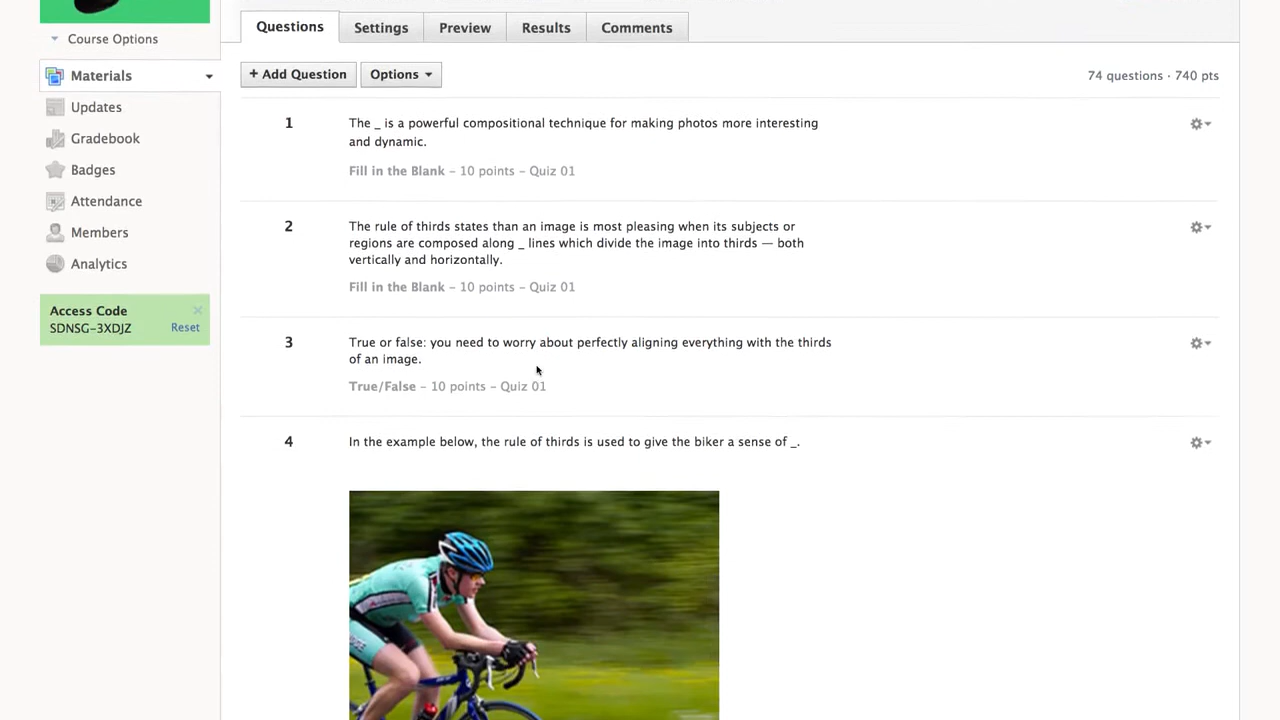 Course Options
Materials
Updates
Gradebook
Badges
Attendance
Members
Analytics
Access Code
SDNSG-3XDJZ Reset
Questions Settings Preview Results Comments
+ Add Question Options 74 questions · 740 pts
1 The _ is a powerful compositional technique for making photos more interesting
and dynamic.
Fill in the Blank – 10 points – Quiz 01
2 The rule of thirds states than an image is most pleasing when its subjects or
regions are composed along _ lines which divide the image into thirds — both
vertically and horizontally.
Fill in the Blank – 10 points – Quiz 01
3 True or false: you need to worry about perfectly aligning everything with the thirds
of an image.
True/False – 10 points – Quiz 01
4 In the example below, the rule of thirds is used to give the biker a sense of _.